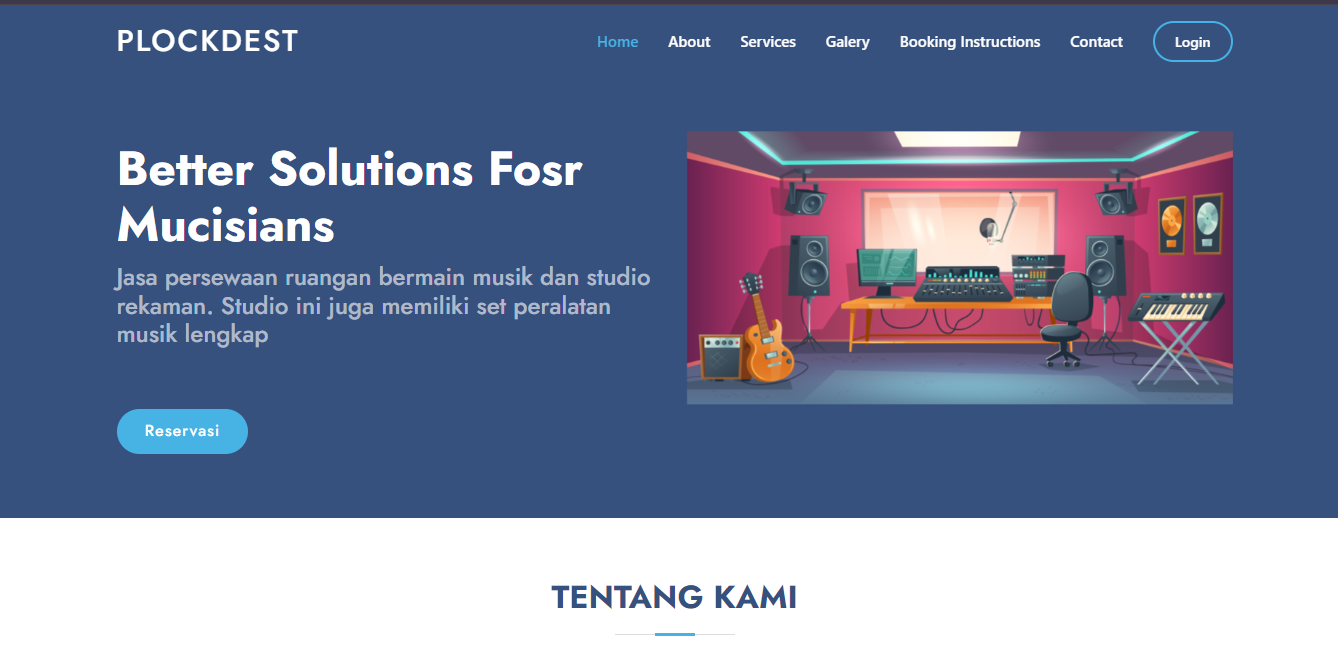 PLOCKDEST
Home About Services Galery Booking Instructions Contact Login
Better Solutions Fosr
Mucisians
Jasa persewaan ruangan bermain musik dan studio
rekaman. Studio ini juga memiliki set peralatan
musik lengkap
Reservasi
TENTANG KAMI